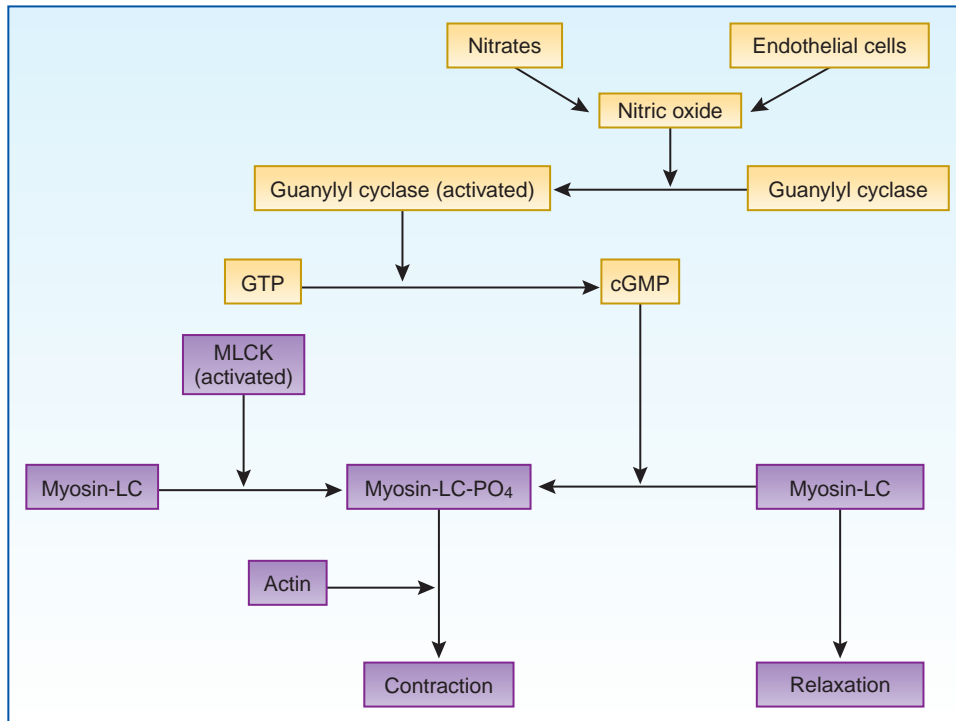 Nitrates
Endothelial cells
Nitric oxide
Guanylyl cyclase (activated)
Guanylyl cyclase
GTP
cGMP
MLCK
(activated)
Myosin-LC
Myosin-LC-PO₄
Myosin-LC
Actin
Contraction
Relaxation